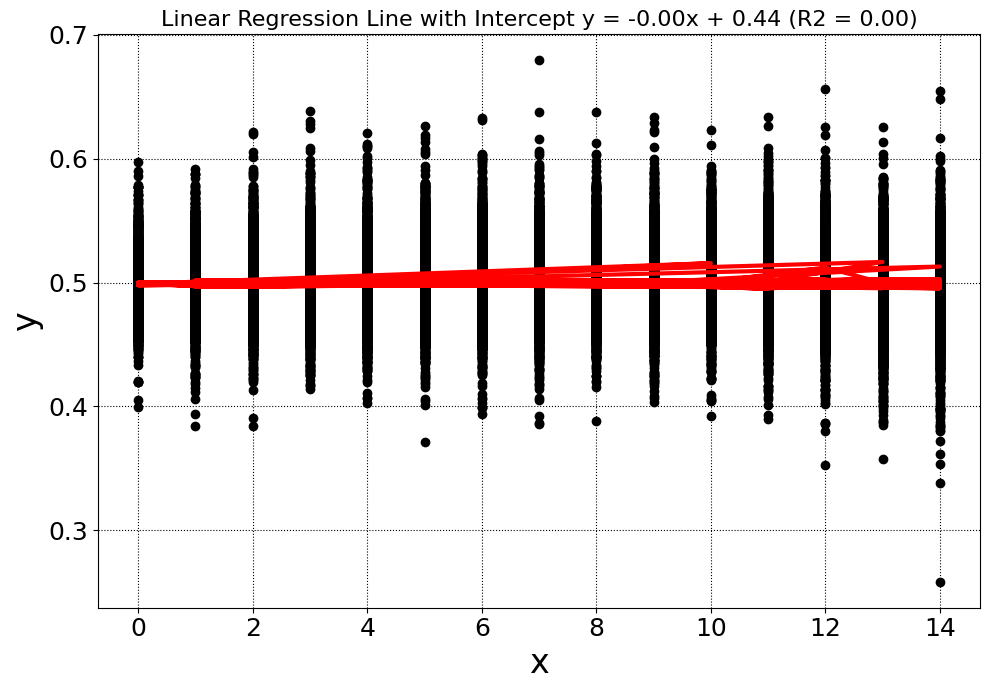 Linear Regression Line with Intercept y = -0.00x + 0.44 (R2 = 0.00)
0.7
0.6
0.5
0.4
0.3
y
0 2 4 6 8 10 12 14
x